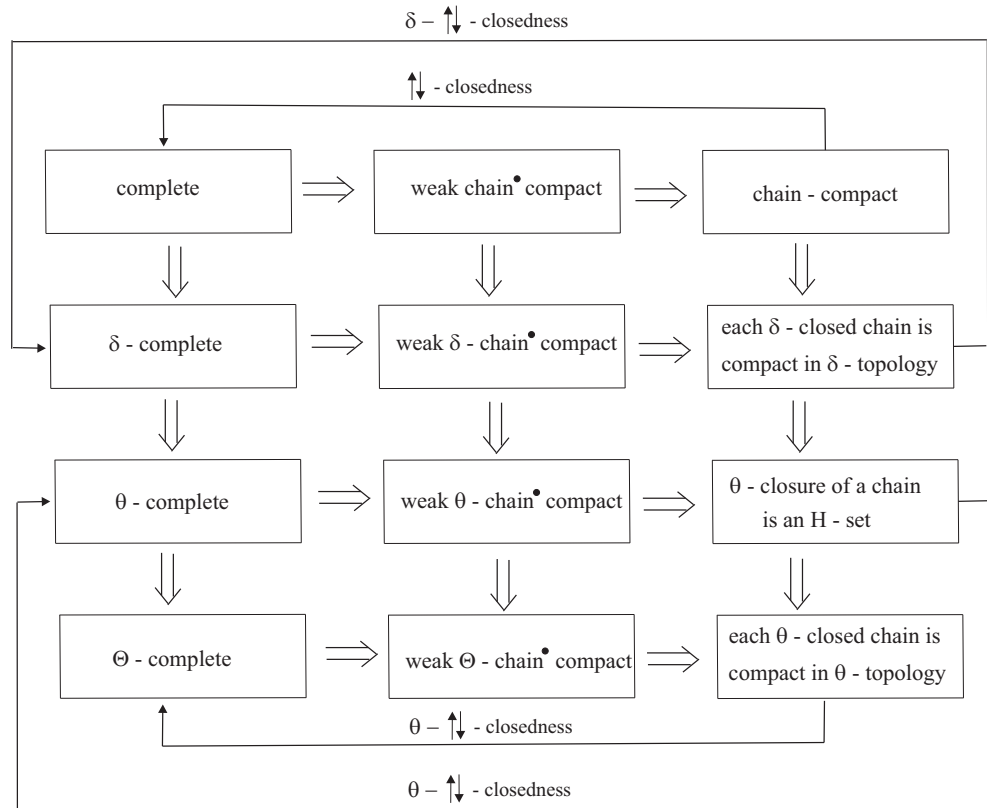 δ – ↑↓ - closedness
↑↓ - closedness
complete
weak chain• compact
chain - compact
δ - complete
weak δ - chain• compact
each δ - closed chain is
compact in δ - topology
θ - complete
weak θ - chain• compact
θ - closure of a chain
is an H - set
Θ - complete
weak Θ - chain• compact
each θ - closed chain is
compact in θ - topology
θ – ↑↓ - closedness
θ – ↑↓ - closedness